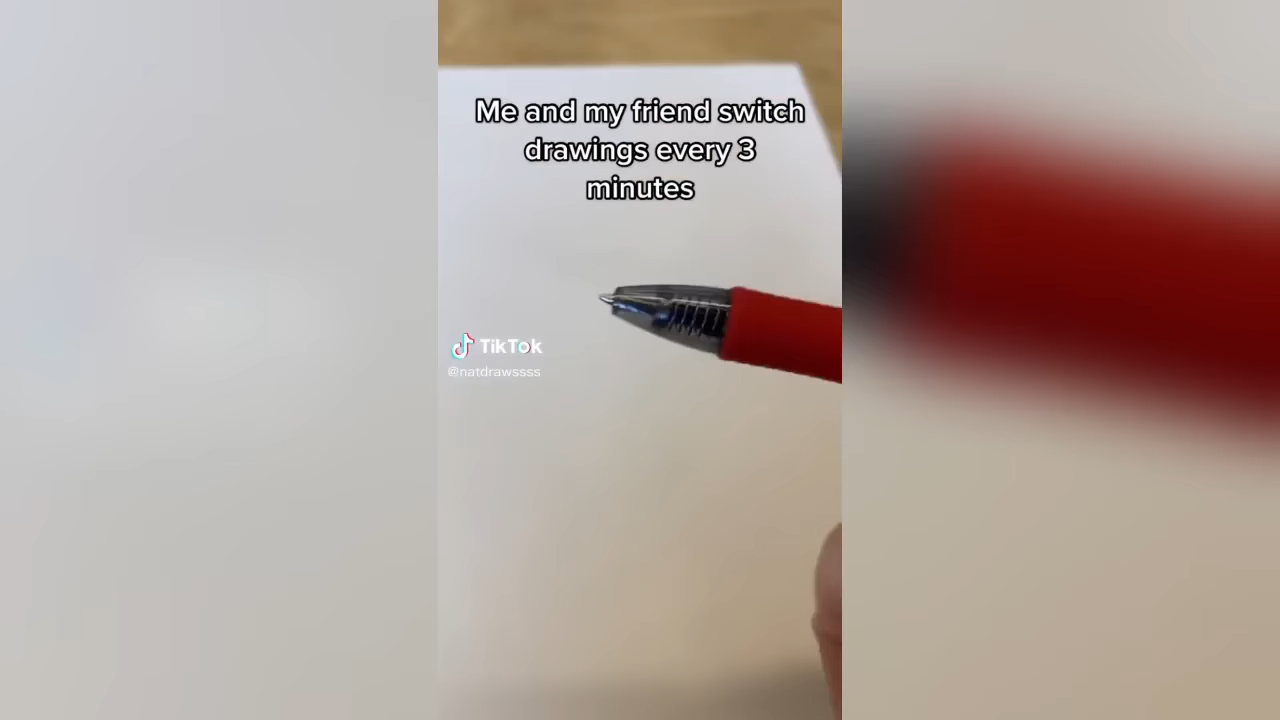 Me and my friend switch
drawings every 3
minutes
TikTok
@natdrawssss